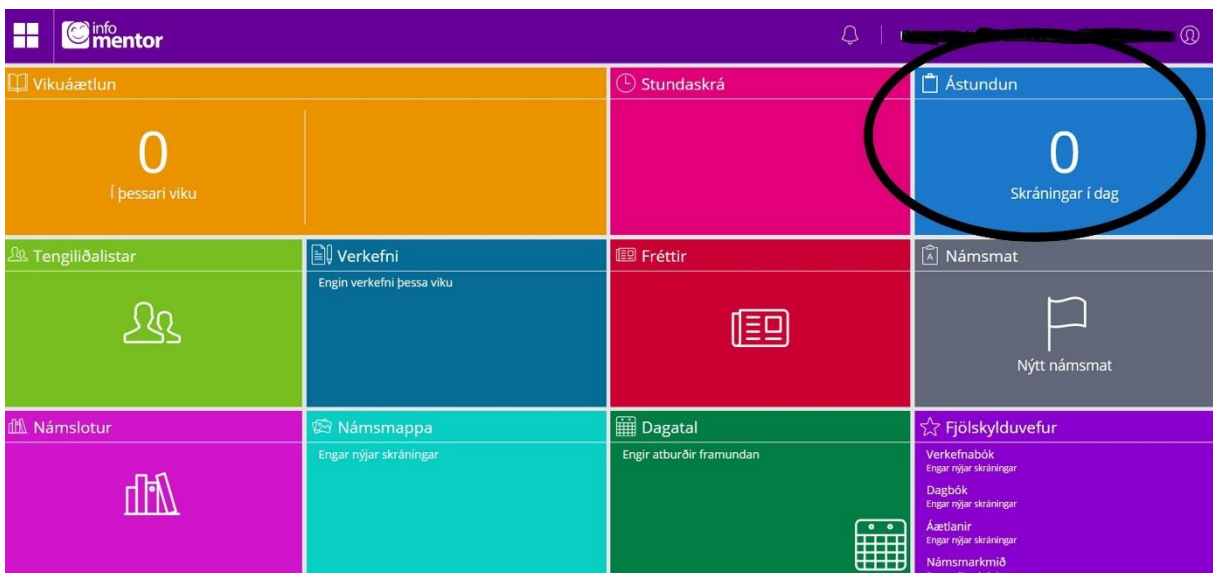 info
mentor
Vikuáætlun
0
Í þessari viku
Stundaskrá
Ástundun
0
Skráningar í dag
Tengiliðalistar
Verkefni
Engin verkefni þessa viku
Fréttir
Námsmat
Nýtt námsmat
Námslotur
Námsmappa
Engar nýjar skráningar
Dagatal
Engir atburðir framundan
Fjölskylduvefur
Verkefnabók
Engar nýjar skráningar
Dagbók
Engar nýjar skráningar
Áætlanir
Engar nýjar skráningar
Námsmarkmið